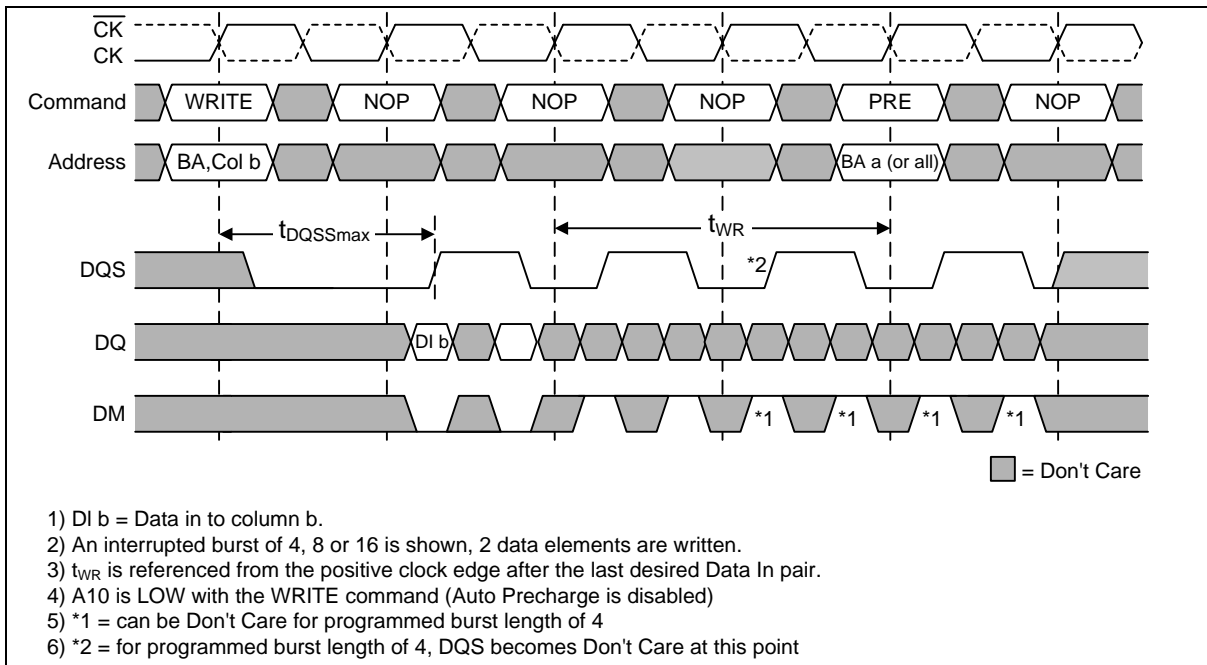 CK
CK
Command WRITE NOP NOP NOP PRE NOP
Address BA,Col b BA a (or all)
tDQSSmax tWR
DQS *2
DQ DI b
DM *1 *1 *1 *1
= Don't Care
1) DI b = Data in to column b.
2) An interrupted burst of 4, 8 or 16 is shown, 2 data elements are written.
3) tWR is referenced from the positive clock edge after the last desired Data In pair.
4) A10 is LOW with the WRITE command (Auto Precharge is disabled)
5) *1 = can be Don't Care for programmed burst length of 4
6) *2 = for programmed burst length of 4, DQS becomes Don't Care at this point